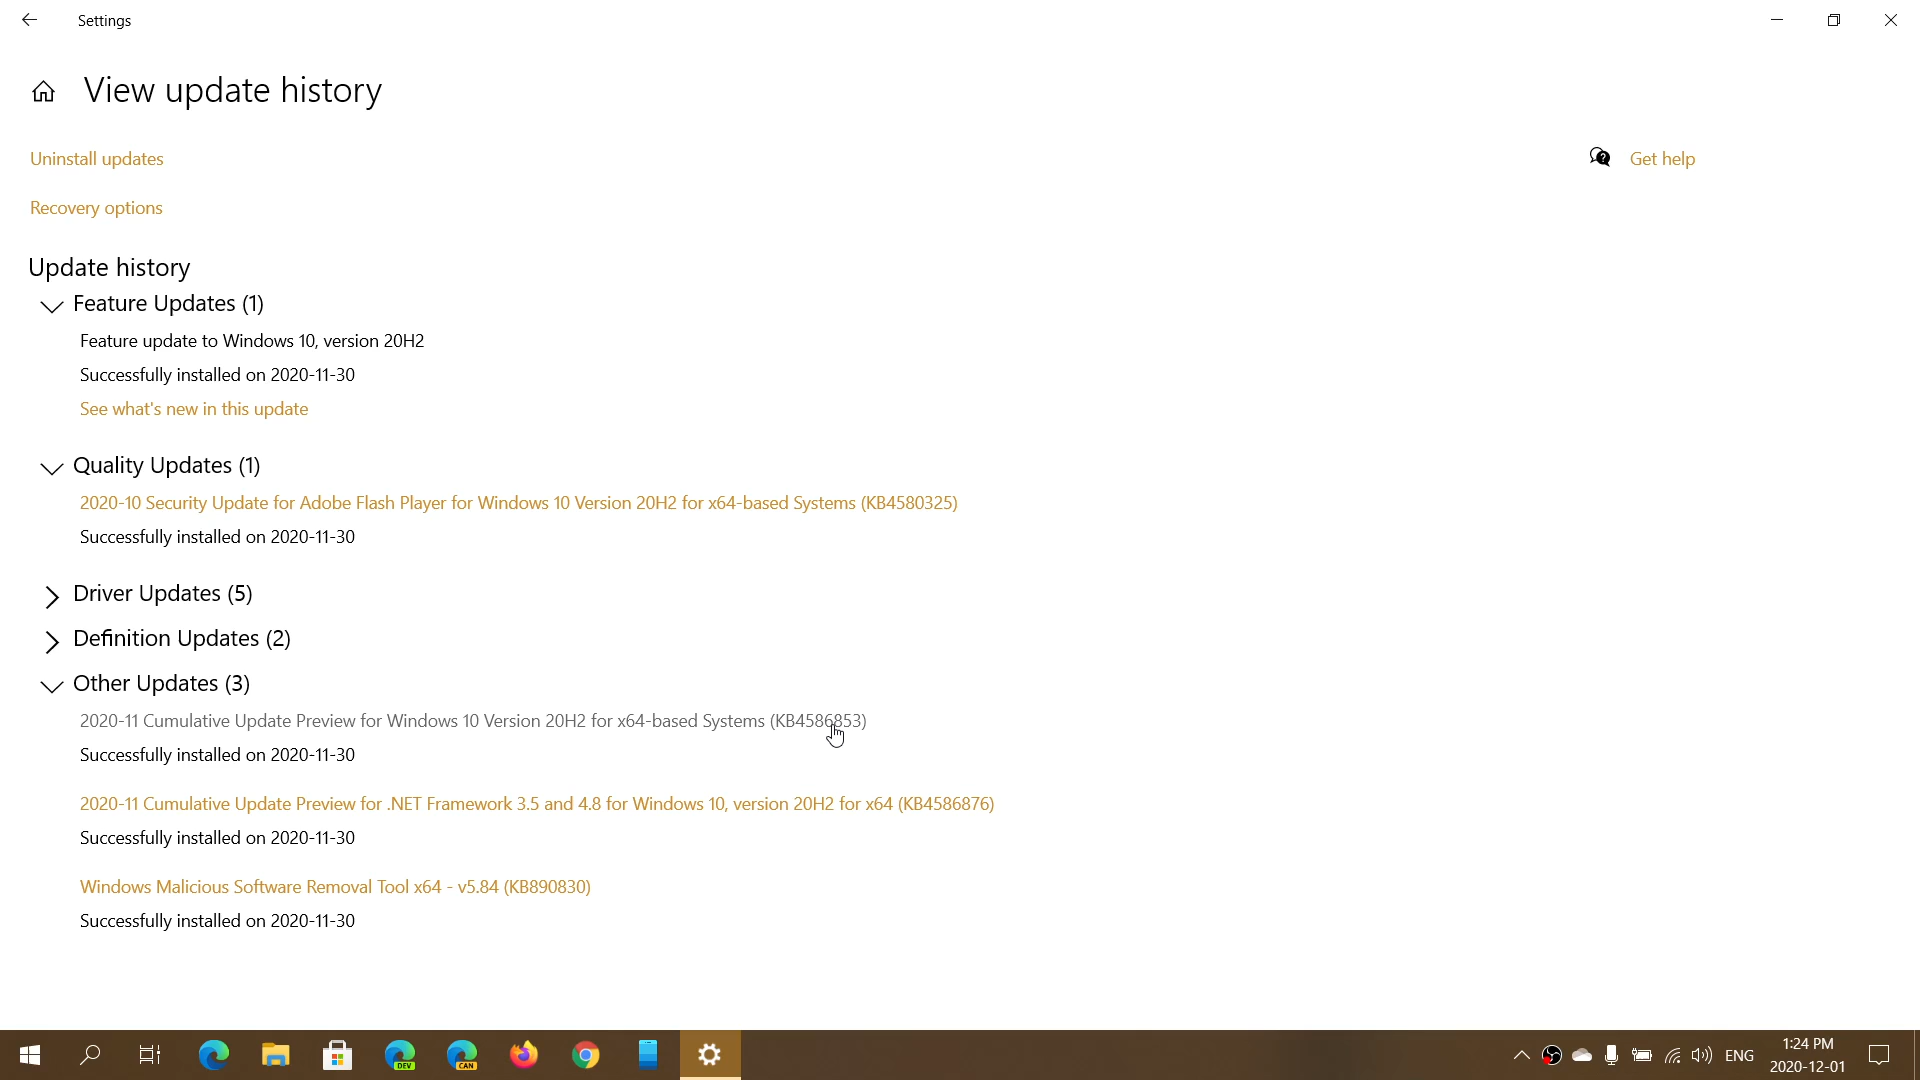 Settings
View update history
Uninstall updates
Get help
Recovery options
Update history
Feature Updates (1)
Feature update to Windows 10, version 20H2
Successfully installed on 2020-11-30
See what's new in this update
Quality Updates (1)
2020-10 Security Update for Adobe Flash Player for Windows 10 Version 20H2 for x64-based Systems (KB4580325)
Successfully installed on 2020-11-30
Driver Updates (5)
Definition Updates (2)
Other Updates (3)
2020-11 Cumulative Update Preview for Windows 10 Version 20H2 for x64-based Systems (KB4586853)
Successfully installed on 2020-11-30
2020-11 Cumulative Update Preview for .NET Framework 3.5 and 4.8 for Windows 10, version 20H2 for x64 (KB4586876)
Successfully installed on 2020-11-30
Windows Malicious Software Removal Tool x64 - v5.84 (KB890830)
Successfully installed on 2020-11-30
DEV
CAN
ENG
1:24 PM
2020-12-01